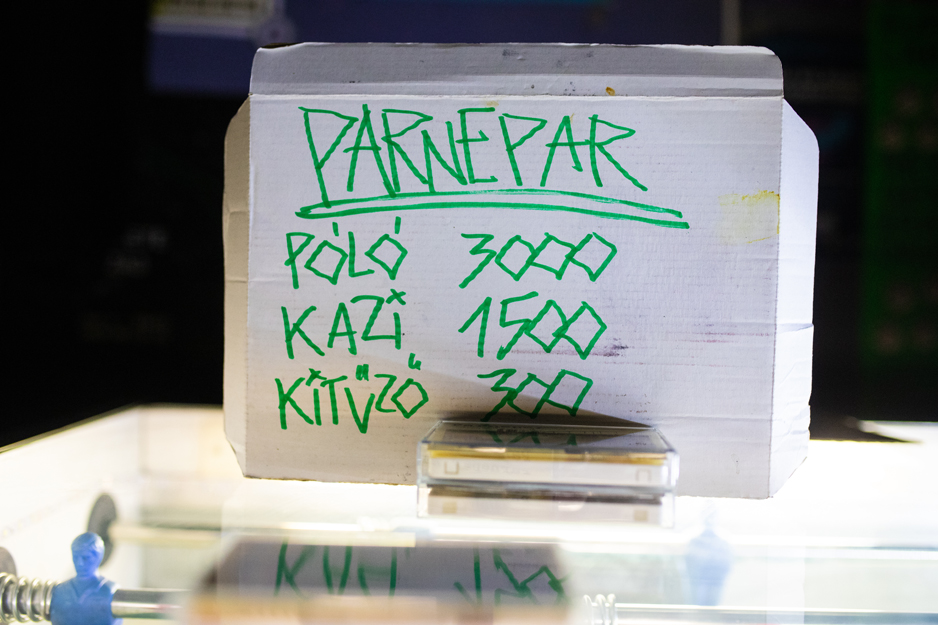 PARNEPAR
PÓLÓ 3000
KAZI 1500
KITŰZŐ 300